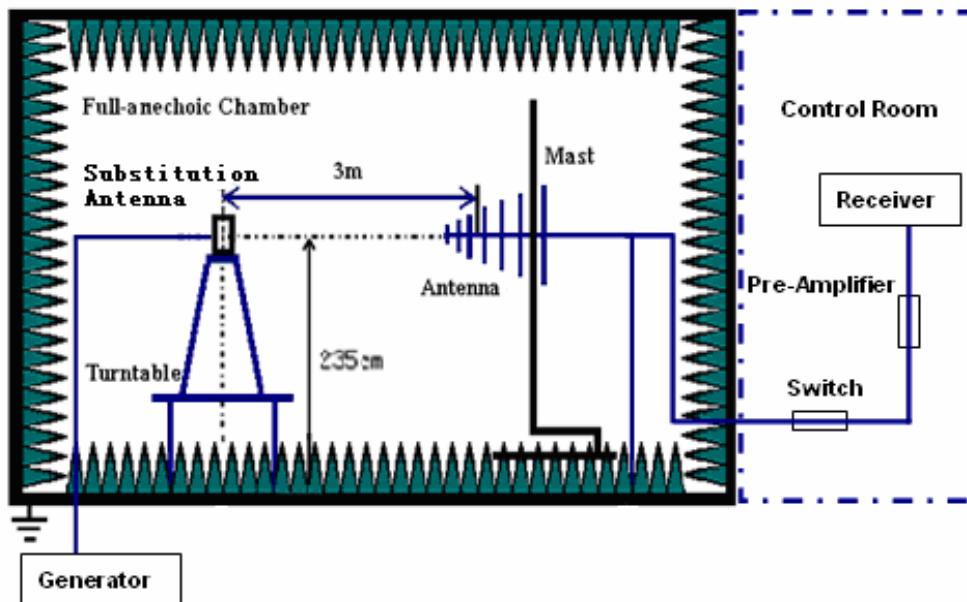 Full-anechoic Chamber
Control Room
Mast
3m
Substitution
Antenna
Receiver
Antenna
Pre-Amplifier
235cm
Turntable
Switch
Generator